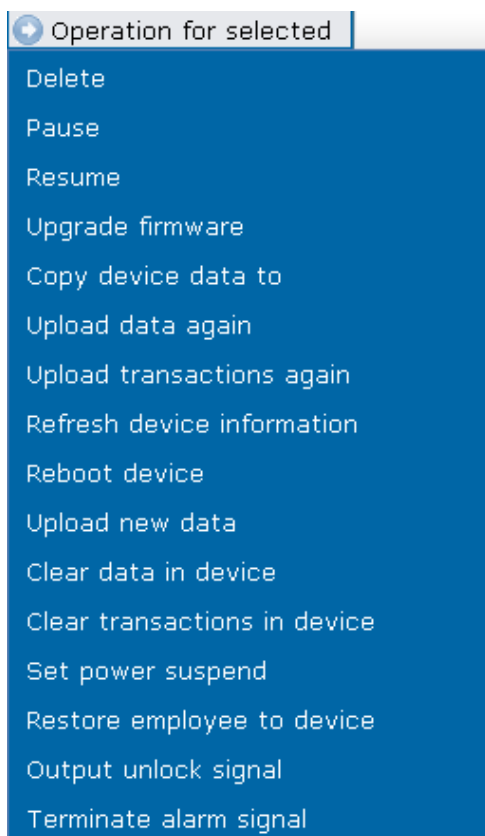 Operation for selected
Delete
Pause
Resume
Upgrade firmware
Copy device data to
Upload data again
Upload transactions again
Refresh device information
Reboot device
Upload new data
Clear data in device
Clear transactions in device
Set power suspend
Restore employee to device
Output unlock signal
Terminate alarm signal